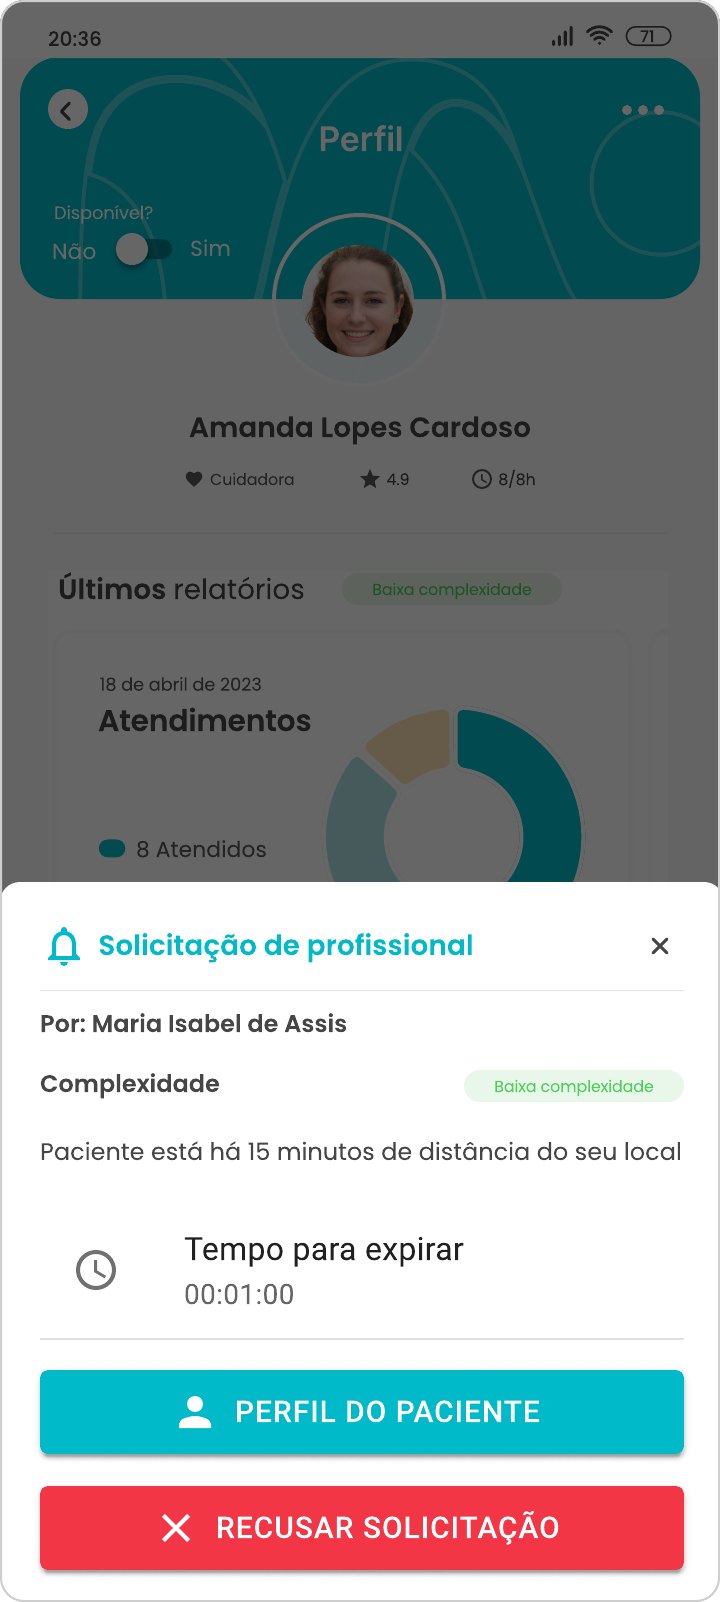 20:36
71
Perfil
Disponível?
Não Sim
Amanda Lopes Cardoso
Cuidadora 4.9 8/8h
Últimos relatórios Baixa complexidade
18 de abril de 2023
Atendimentos
8 Atendidos
Solicitação de profissional
Por: Maria Isabel de Assis
Complexidade Baixa complexidade
Paciente está há 15 minutos de distância do seu local
Tempo para expirar
00:01:00
PERFIL DO PACIENTE
RECUSAR SOLICITAÇÃO